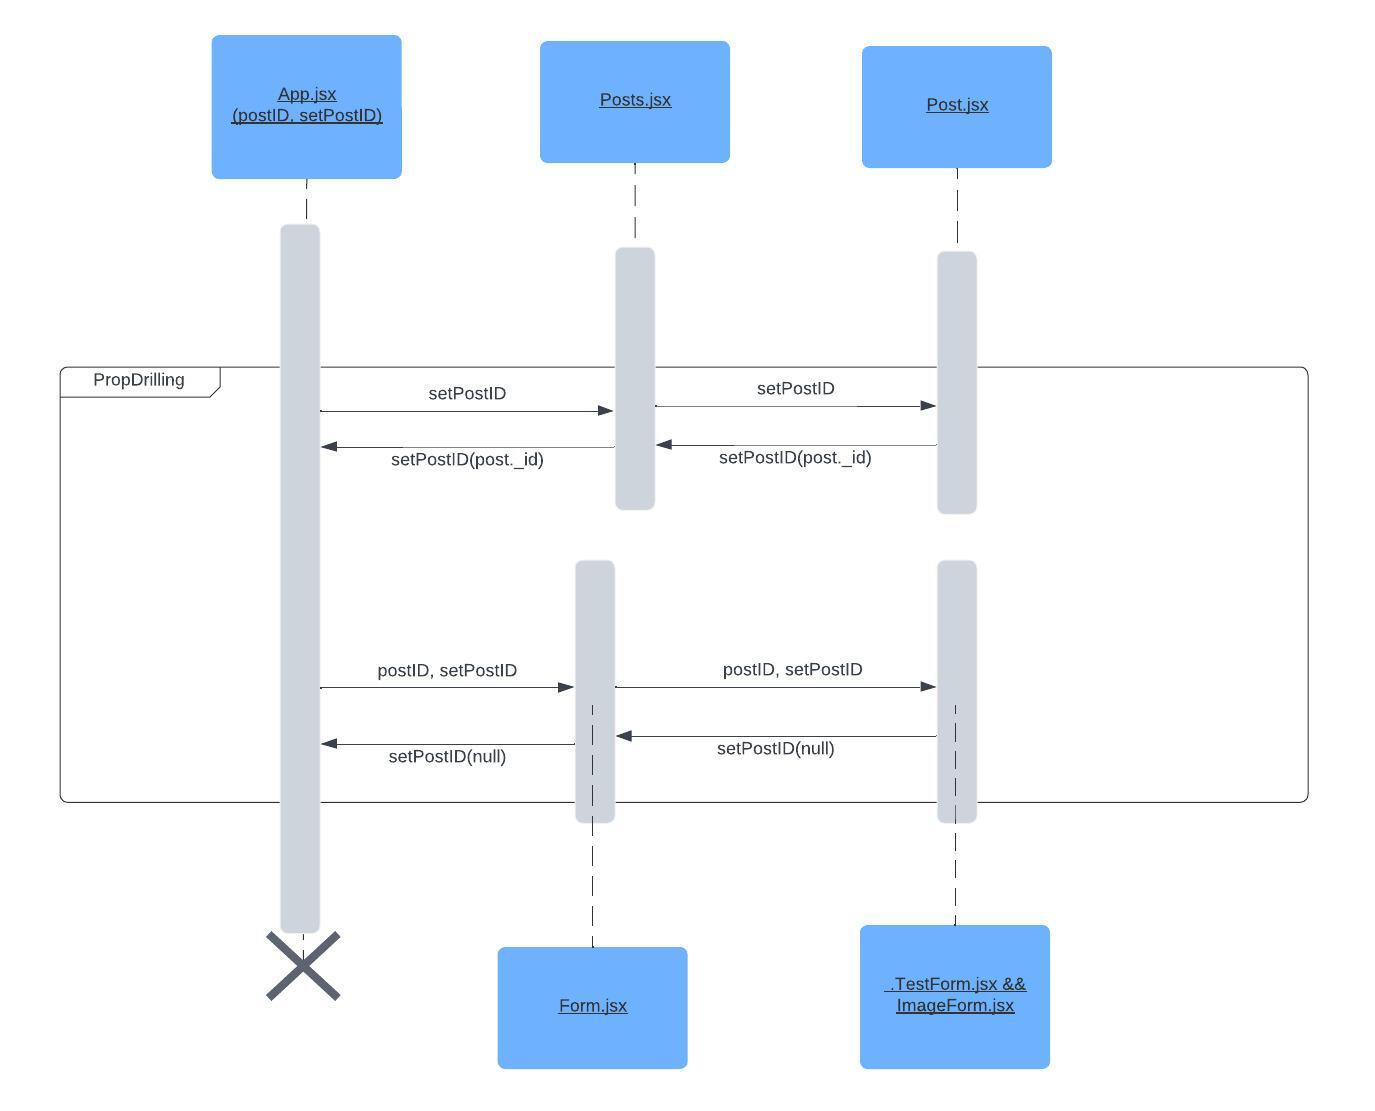 App.jsx
(postID, setPostID)
Posts.jsx
Post.jsx
PropDrilling
setPostID
setPostID
setPostID(post._id)
setPostID(post._id)
postID, setPostID
postID, setPostID
setPostID(null)
setPostID(null)
Form.jsx
.TestForm.jsx &&
ImageForm.jsx